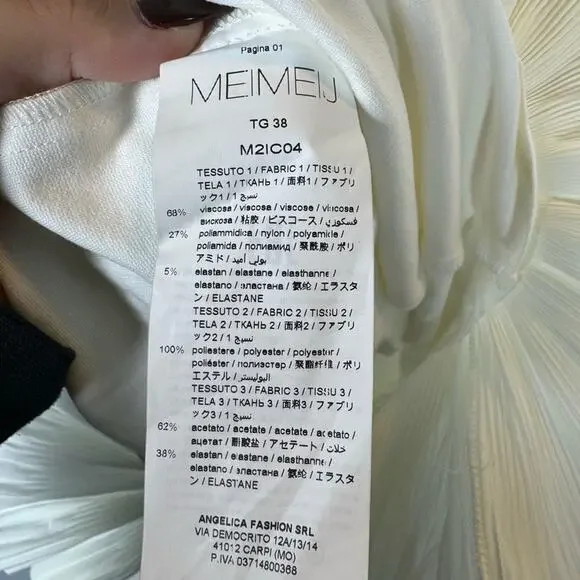 Pagina 01
MEIMEIJ
TG 38
M2IC04
TESSUTO 1 / FABRIC 1 / TISSU 1 /
TELA 1 / ТКАНЬ 1 / 面料1 / ファブリ
ック1 / نسيج 1
68% viscosa / viscosa / viscose / viscosa /
вискоза / 粘胶 / ビスコース / فسكوزي
27% poliammidica / nylon / polyamide /
poliamida / полиамид / 聚酰胺 / ポリ
アミド / بولي أميد
5% elastan / elastane / elasthanne /
elastano / эластана / 氨纶 / エラスタ
ン / ELASTANE
TESSUTO 2 / FABRIC 2 / TISSU 2 /
TELA 2 / ТКАНЬ 2 / 面料2 / ファブリ
ック2 / نسيج 1
100% poliestere / polyester / polyester /
poliéster / полиэстер / 聚酯纤维 / ポリ
エステル / البوليستر
TESSUTO 3 / FABRIC 3 / TISSU 3 /
TELA 3 / ТКАНЬ 3 / 面料3 / ファブリ
ック3 / نسيج 1
62% acetato / acetate / acetate / acetato /
ацетат / 酯酸盐 / アセテート / خلات
38% elastan / elastane / elasthanne /
elastano / эластана / 氨纶 / エラスタ
ン / ELASTANE
ANGELICA FASHION SRL
VIA DEMOCRITO 12A/13/14
41012 CARPI (MO)
P.IVA 03714800368